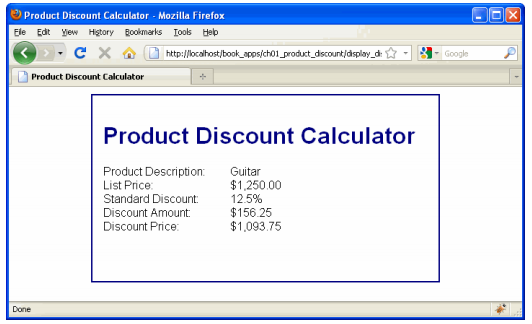 Product Discount Calculator - Mozilla Firefox
File Edit View History Bookmarks Tools Help
http://localhost/book_apps/ch01_product_discount/display_di
Google
Product Discount Calculator
Product Discount Calculator
Product Description: Guitar
List Price: $1,250.00
Standard Discount: 12.5%
Discount Amount: $156.25
Discount Price: $1,093.75
Done